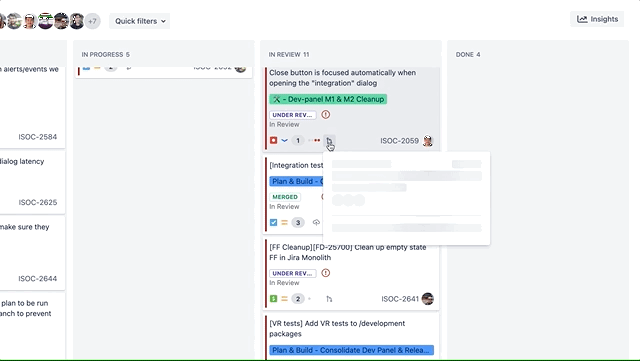 +7
Quick filters
Insights
IN PROGRESS 5
IN REVIEW 11
DONE 4
n alerts/events we
ISOC-2584
dialog latency
ISOC-2625
make sure they
ISOC-2644
plan to be run
anch to prevent
Close button is focused automatically when
opening the "integration" dialog
- Dev-panel M1 & M2 Cleanup
UNDER REV...
In Review
1
ISOC-2059
[Integration test
Plan & Build -
MERGED
In Review
3
[FF Cleanup][FD-25700] Clean up empty state
FF in Jira Monolith
UNDER REV...
In Review
2
ISOC-2641
[VR tests] Add VR tests to /development
packages
Plan & Build - Consolidate Dev Panel & Relea...